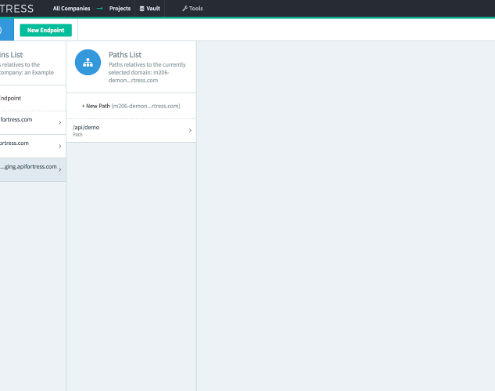 TRESS All Companies → Projects Vault Tools
New Endpoint
ns List
relatives to the
company: an Example
ndpoint
fortress.com
ortress.com
...ging.apifortress.com
Paths List
Paths relatives to the currently
selected domain: m206-
demon...rtress.com
+ New Path (m206-demon...rtress.com)
/api/demo
Path